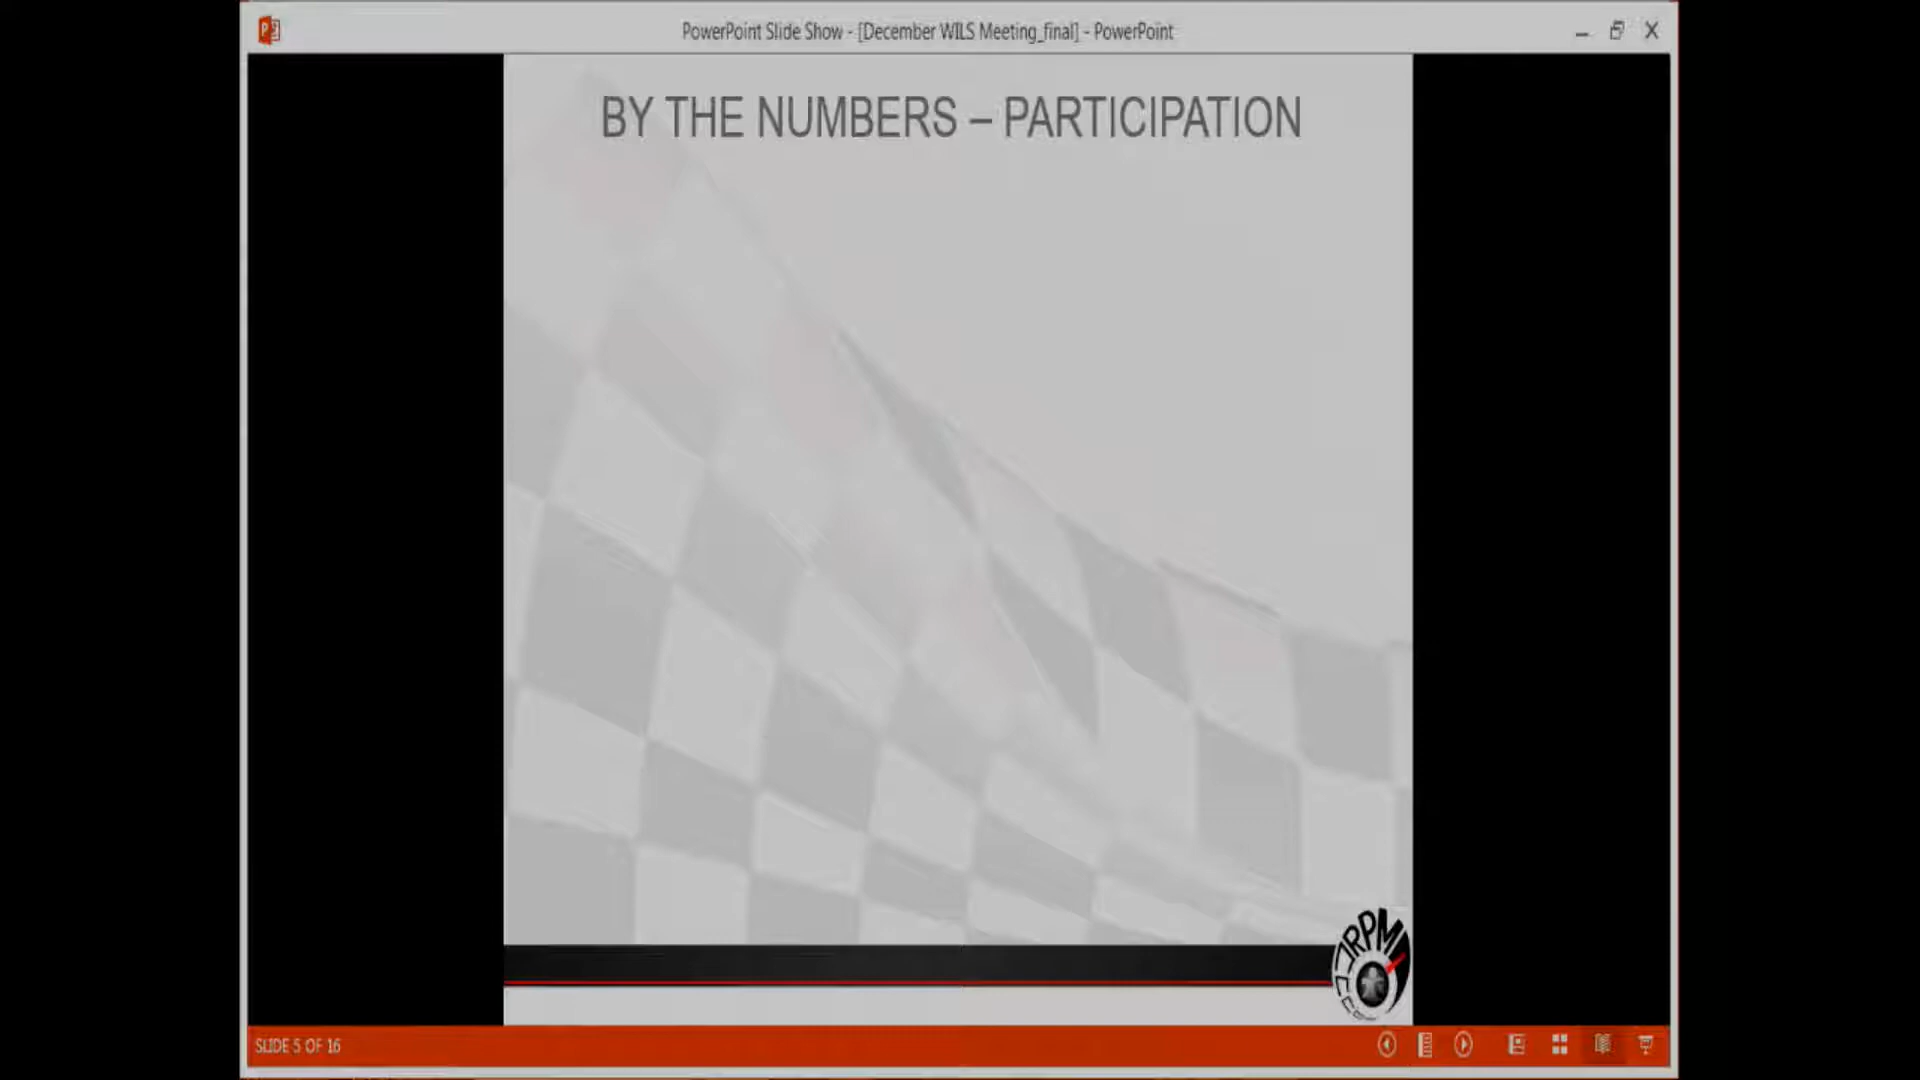 PowerPoint Slide Show - [December WILS Meeting_final] - PowerPoint
BY THE NUMBERS – PARTICIPATION
RPM
SLIDE 5 OF 16